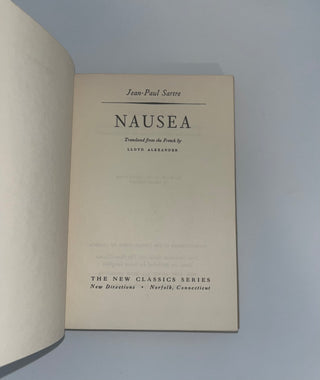 Jean-Paul Sartre
NAUSEA
Translated from the French by
LLOYD ALEXANDER
THE NEW CLASSICS SERIES
New Directions • Norfolk, Connecticut